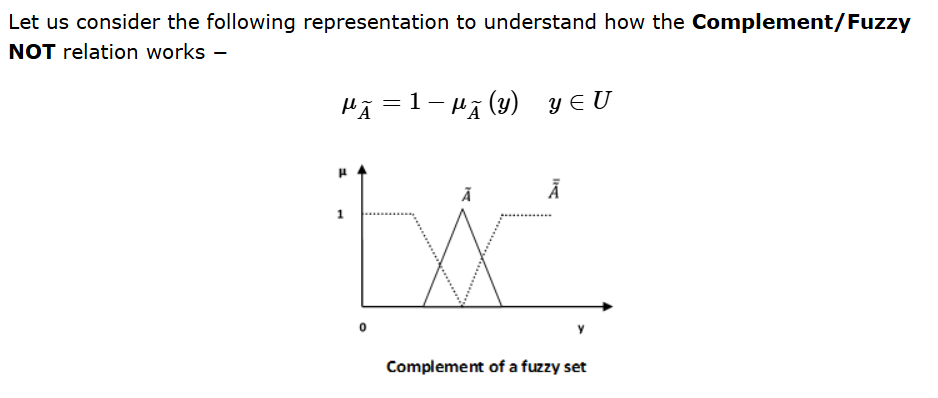 Let us consider the following representation to understand how the Complement/Fuzzy
NOT relation works −
μ_Ã = 1 − μ_Ã (y)   y ∈ U
μ
Ã
Ã̄
1
0
y
Complement of a fuzzy set